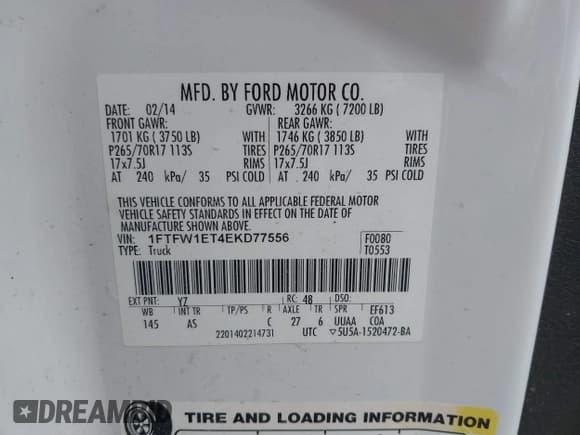 MFD. BY FORD MOTOR CO.
DATE: 02/14 GVWR: 3266 KG ( 7200 LB)
FRONT GAWR: REAR GAWR:
1701 KG ( 3750 LB) WITH 1746 KG ( 3850 LB) WITH
P265/70R17 113S TIRES P265/70R17 113S TIRES
17x7.5J RIMS 17x7.5J RIMS
AT 240 kPa/ 35 PSI COLD AT 240 kPa/ 35 PSI COLD
THIS VEHICLE CONFORMS TO ALL APPLICABLE FEDERAL MOTOR
VEHICLE SAFETY STANDARDS IN EFFECT ON THE DATE OF
MANUFACTURE SHOWN ABOVE.
VIN: 1FTFW1ET4EKD77556 F0080
TYPE: Truck T0553
EXT PNT: YZ RC: 48 DSO:
WB INT TR TP/PS R AXLE TR SPR EF613
145 AS C 27 6 UUAA COA
2201402214731 UTC ▽5U5A-1520472-BA
TIRE AND LOADING INFORMATION
DREAM